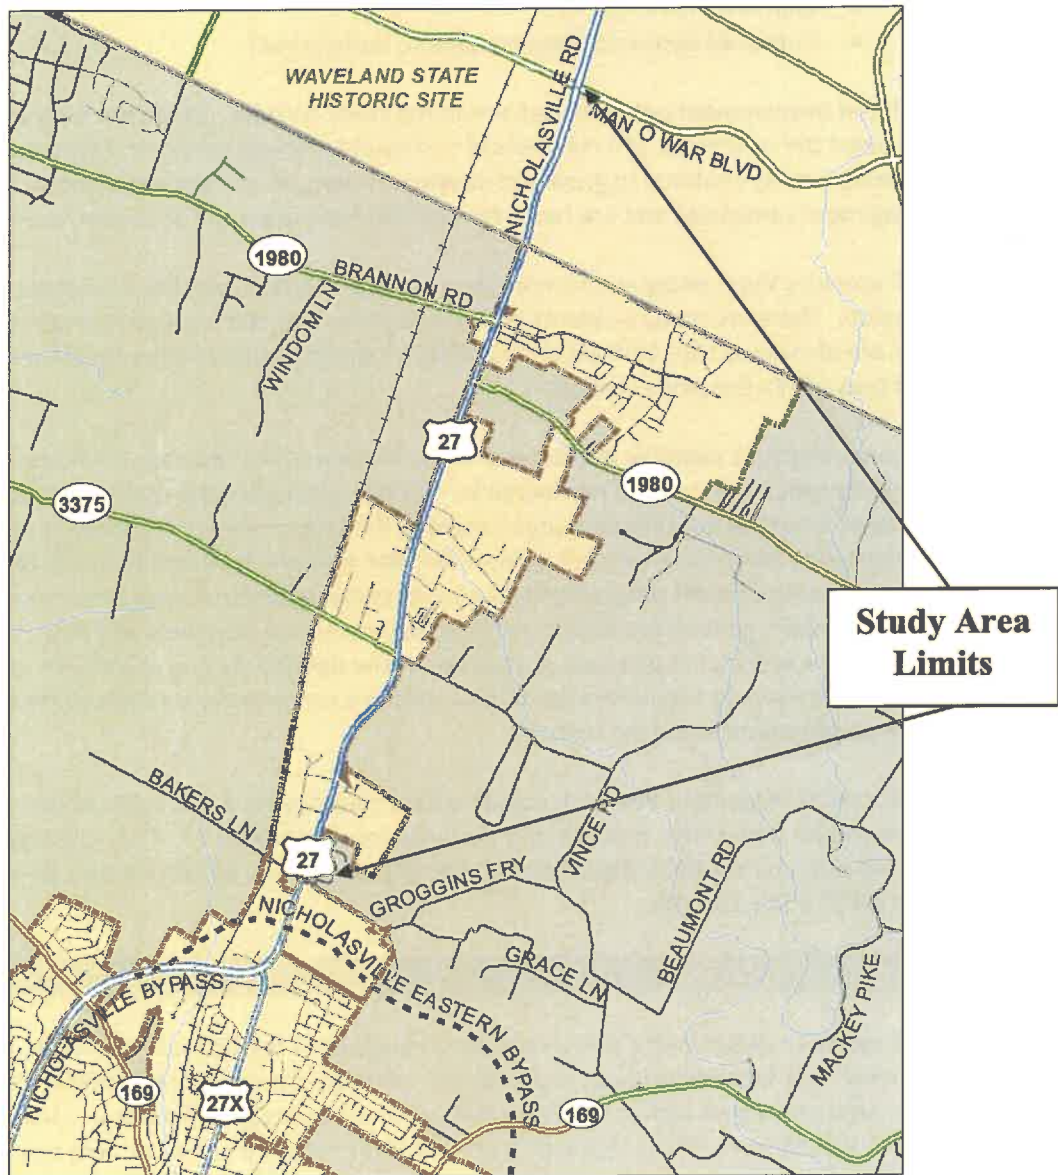 WAVELAND STATE
HISTORIC SITE
NICHOLASVILLE RD
MAN O WAR BLVD
1980
BRANNON RD
WINDOM LN
27
3375
1980
Study Area
Limits
BAKERS LN
27
VINCE RD
GROGGINS FRY
BEAUMONT RD
NICHOLASVILLE EASTERN BYPASS
GRACE LN
NICHOLASVILLE BYPASS
MACKEY PIKE
169
27X
169